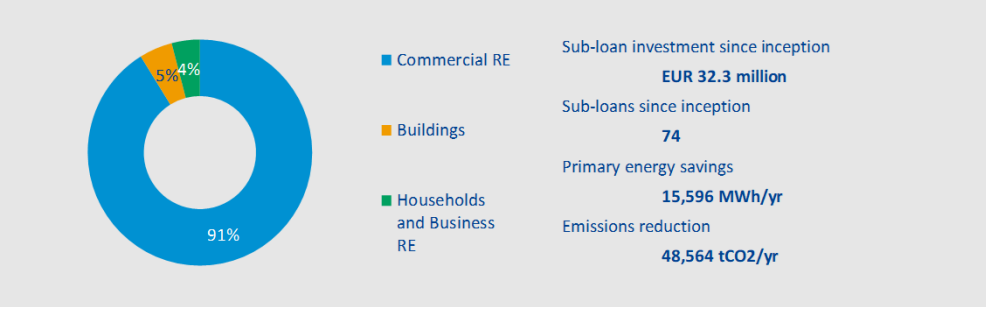 5%
4%
91%
Commercial RE
Buildings
Households
and Business
RE
Sub-loan investment since inception
EUR 32.3 million
Sub-loans since inception
74
Primary energy savings
15,596 MWh/yr
Emissions reduction
48,564 tCO2/yr